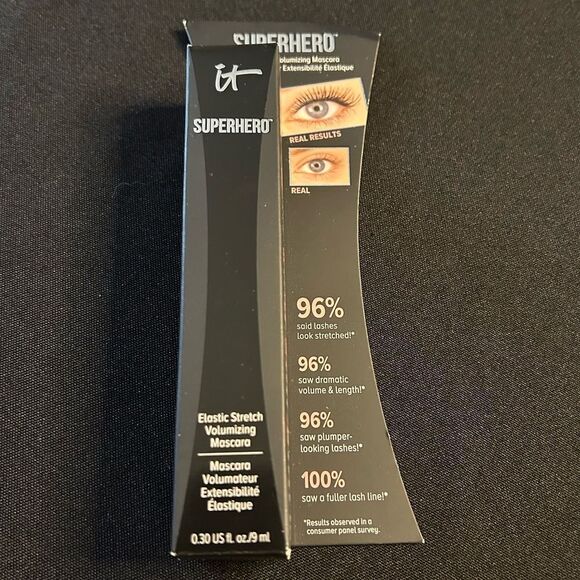 it
SUPERHERO™
Elastic Stretch
Volumizing
Mascara
Mascara
Volumateur
Extensibilité
Élastique
0.30 US fl. oz./9 ml
SUPERHERO™
Volumizing Mascara
Extensibilité Élastique
REAL RESULTS
REAL
96%
said lashes
look stretched!*
96%
saw dramatic
volume & length!*
96%
saw plumper-
looking lashes!*
100%
saw a fuller lash line!*
*Results observed in a
consumer panel survey.